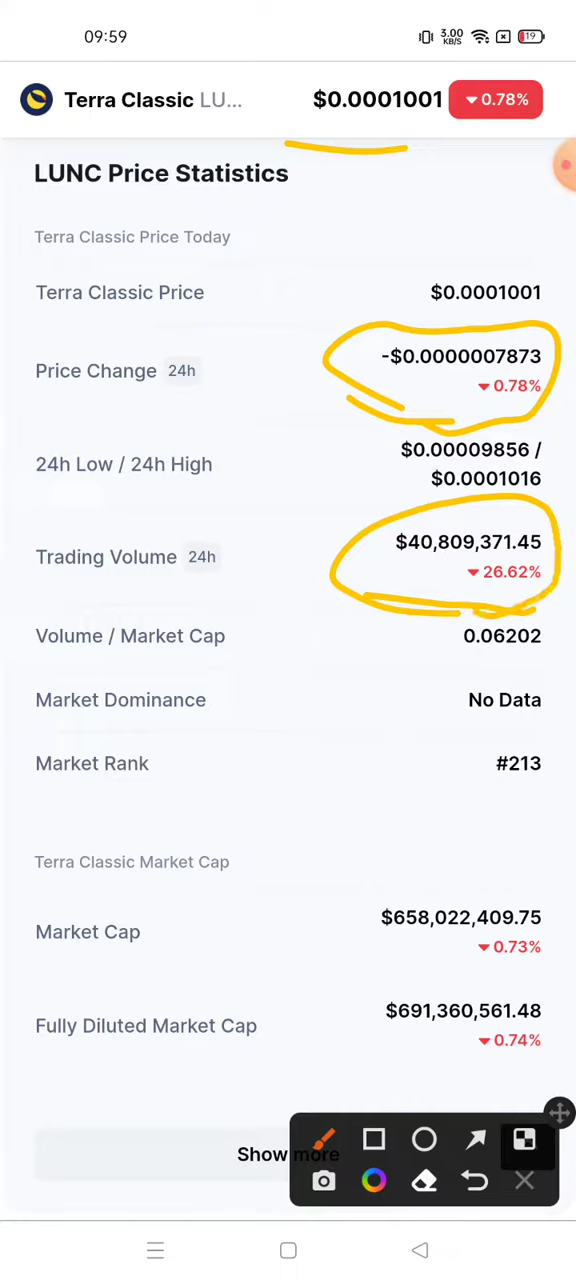 09:59
3.00
KB/S
19
Terra Classic LU... $0.0001001 0.78%
LUNC Price Statistics
Terra Classic Price Today
Terra Classic Price $0.0001001
Price Change 24h -$0.0000007873
0.78%
24h Low / 24h High $0.00009856 /
$0.0001016
Trading Volume 24h $40,809,371.45
26.62%
Volume / Market Cap 0.06202
Market Dominance No Data
Market Rank #213
Terra Classic Market Cap
Market Cap $658,022,409.75
0.73%
Fully Diluted Market Cap $691,360,561.48
0.74%
Show more